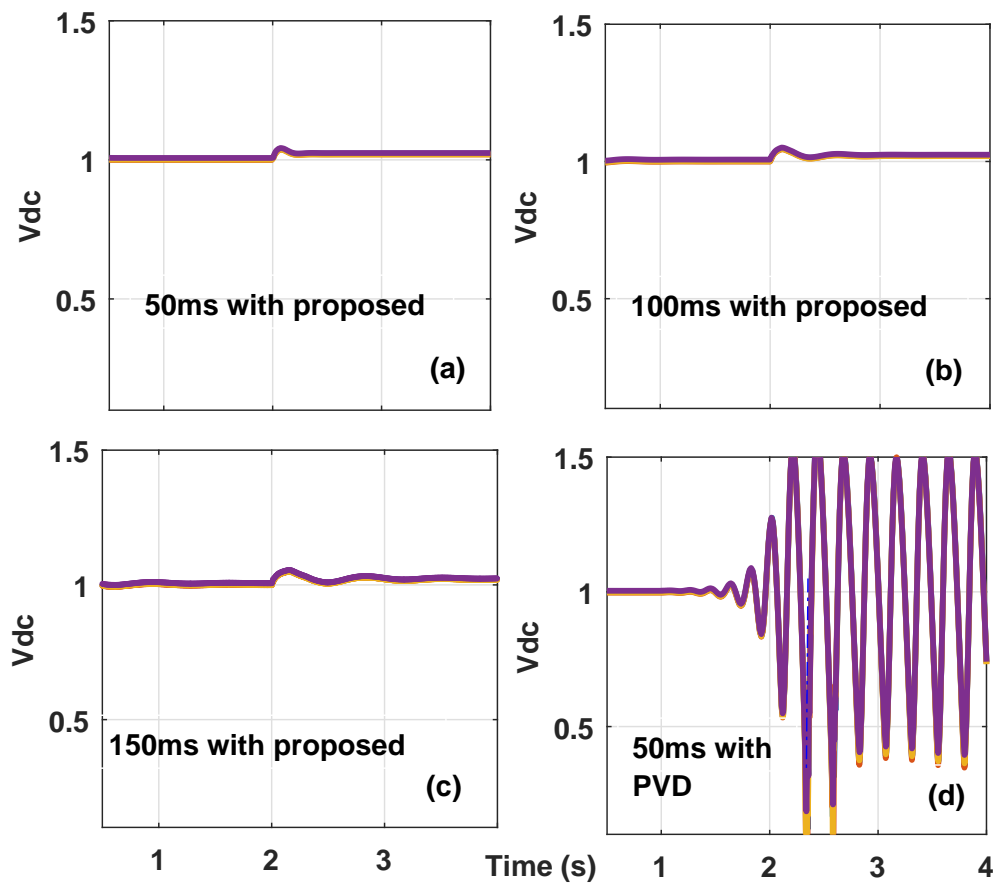 1.5
1
0.5
Vdc
50ms with proposed
(a)
1.5
1
0.5
Vdc
100ms with proposed
(b)
1.5
1
0.5
Vdc
150ms with proposed
(c)
1 2 3
1.5
1
0.5
Vdc
50ms with
PVD
(d)
Time (s)
1 2 3 4